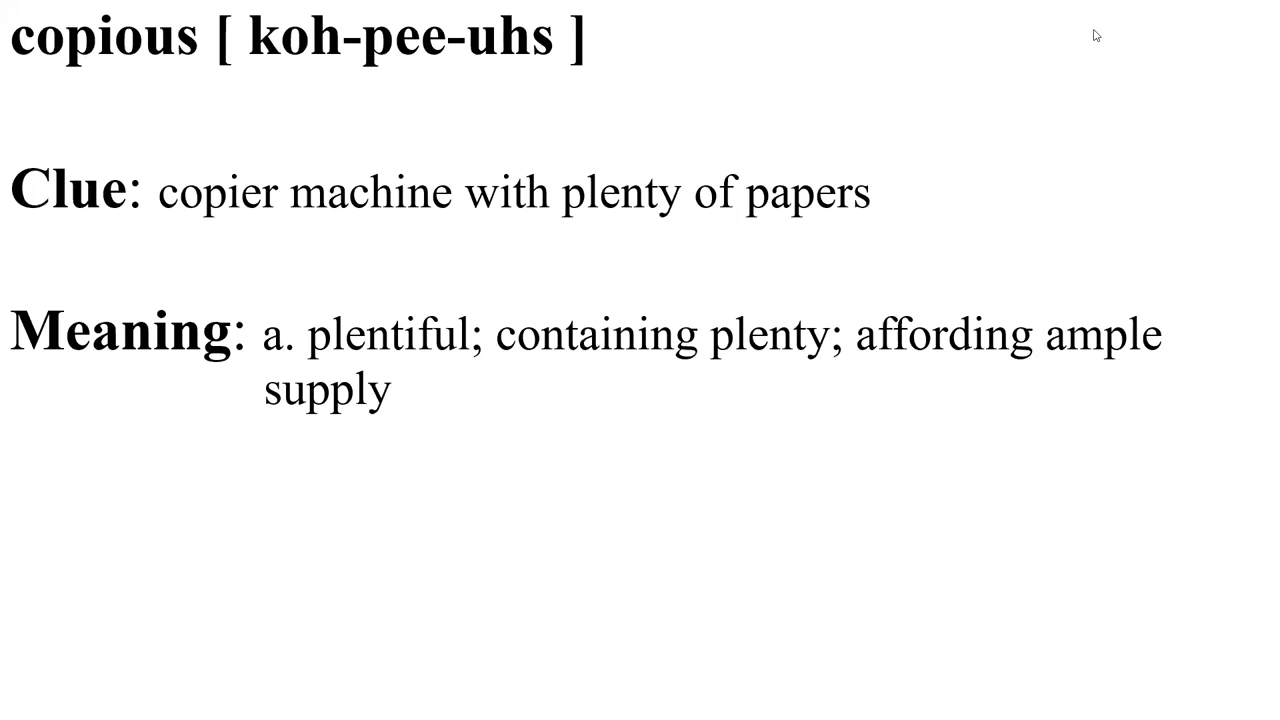 copious [ koh-pee-uhs ]
Clue: copier machine with plenty of papers
Meaning: a. plentiful; containing plenty; affording ample
supply